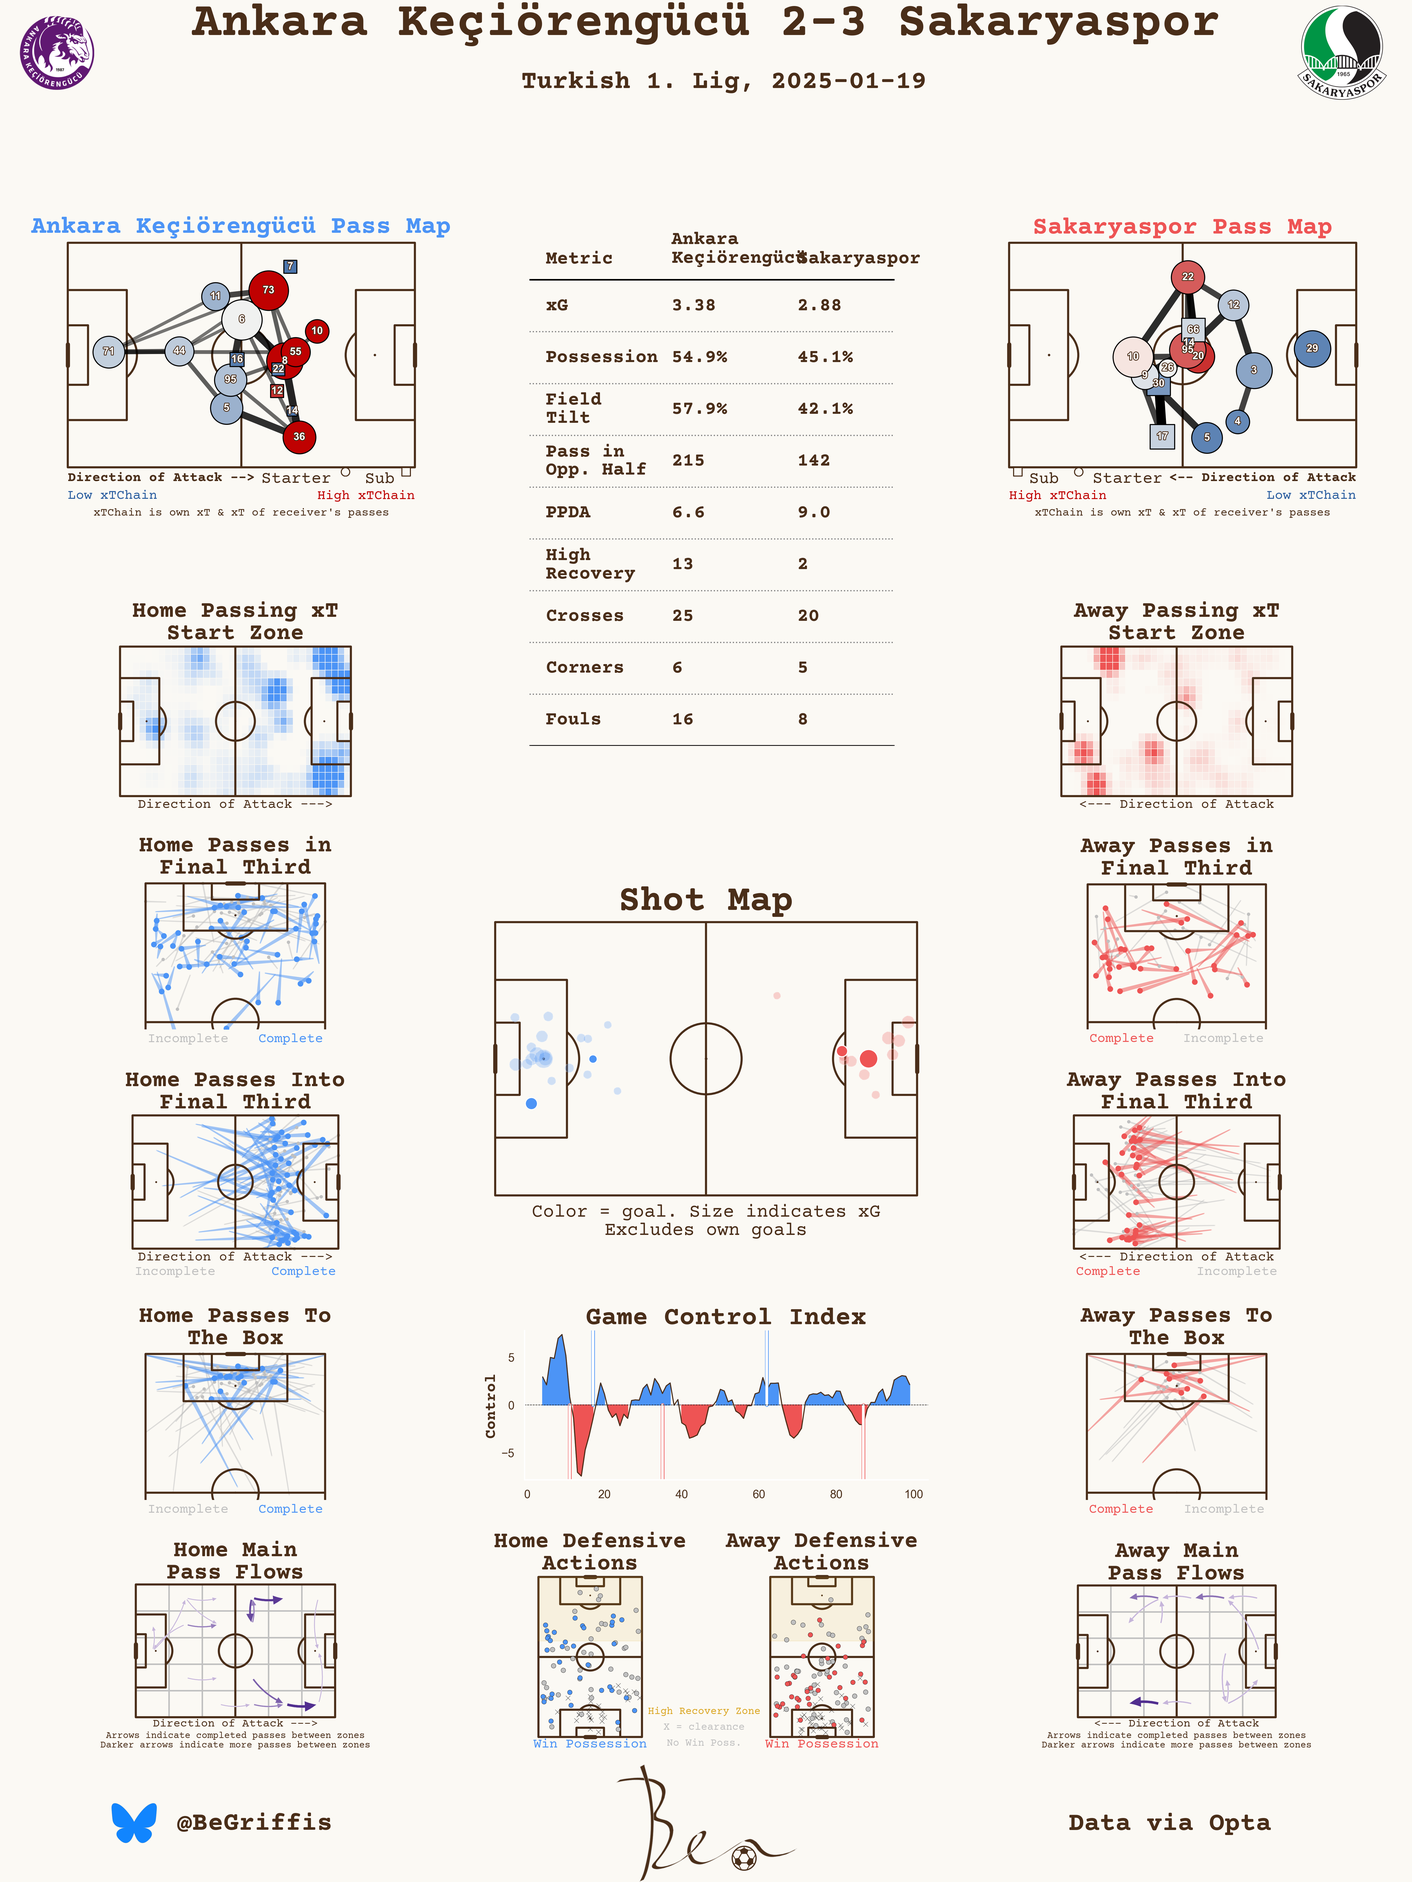 Ankara Keçiörengücü 2-3 Sakaryaspor
Turkish 1. Lig, 2025-01-19
ANKARA KEÇİÖRENGÜCÜ
1987
1965
SAKARYASPOR
Ankara Keçiörengücü Pass Map
7
11
73
6
10
71
44
16
55
8
22
95
12
5
14
36
Direction of Attack --> Starter Sub
Low xTChain High xTChain
xTChain is own xT & xT of receiver's passes
Metric Ankara Keçiörengücü Sakaryaspor
xG 3.38 2.88
Possession 54.9% 45.1%
Field Tilt 57.9% 42.1%
Pass in Opp. Half 215 142
PPDA 6.6 9.0
High Recovery 13 2
Crosses 25 20
Corners 6 5
Fouls 16 8
Sakaryaspor Pass Map
22
12
66
14
10
95
20
29
9
26
30
3
4
17
5
Sub Starter <-- Direction of Attack
High xTChain Low xTChain
xTChain is own xT & xT of receiver's passes
Home Passing xT
Start Zone
Direction of Attack --->
Away Passing xT
Start Zone
<--- Direction of Attack
Home Passes in
Final Third
Incomplete Complete
Away Passes in
Final Third
Complete Incomplete
Shot Map
Color = goal. Size indicates xG
Excludes own goals
Home Passes Into
Final Third
Direction of Attack --->
Incomplete Complete
Away Passes Into
Final Third
<--- Direction of Attack
Complete Incomplete
Home Passes To
The Box
Incomplete Complete
Game Control Index
Control
5
0
−5
0 20 40 60 80 100
Away Passes To
The Box
Complete Incomplete
Home Main
Pass Flows
Direction of Attack --->
Arrows indicate completed passes between zones
Darker arrows indicate more passes between zones
Home Defensive
Actions
Win Possession
High Recovery Zone
X = clearance
No Win Poss.
Away Defensive
Actions
Win Possession
Away Main
Pass Flows
<--- Direction of Attack
Arrows indicate completed passes between zones
Darker arrows indicate more passes between zones
@BeGriffis
Ben
Data via Opta